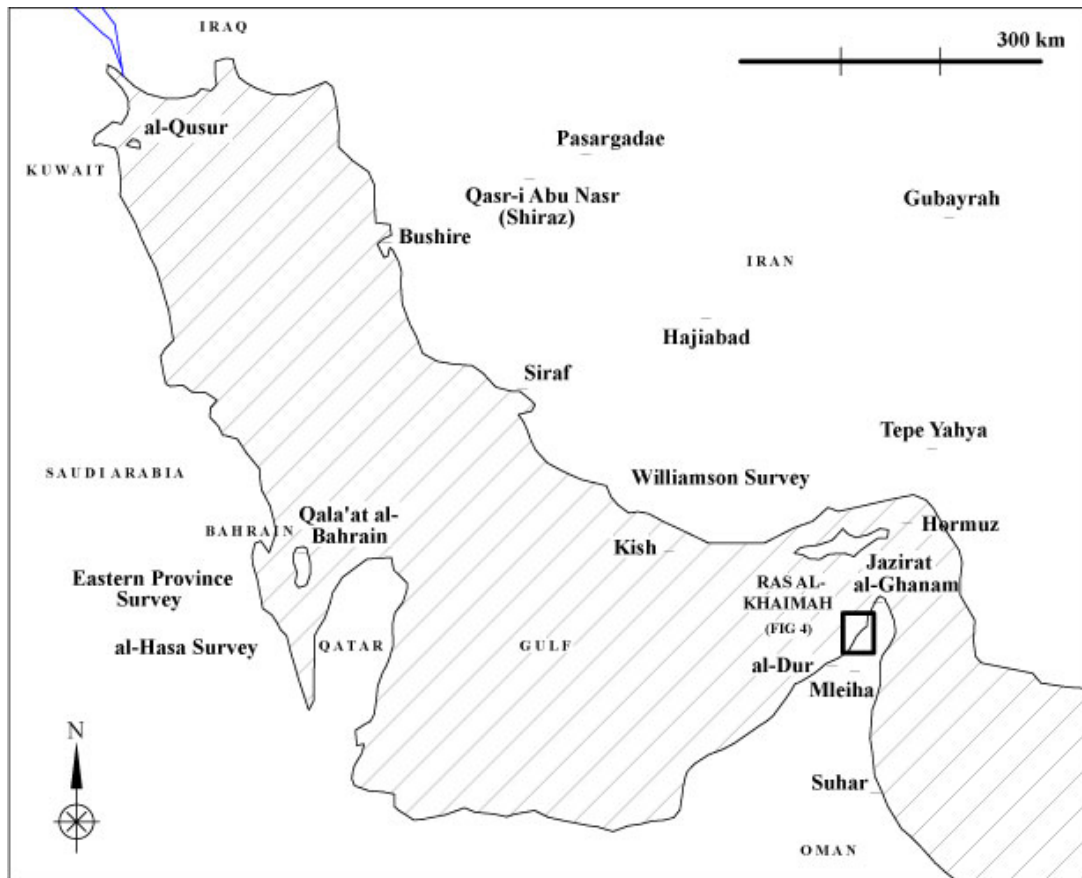 IRAQ
300 km
al-Qusur
Pasargadae
KUWAIT
Qasr-i Abu Nasr
(Shiraz)
Gubayrah
Bushire
IRAN
Hajiabad
Siraf
Tepe Yahya
SAUDI ARABIA
Williamson Survey
BAHRAIN
Qala'at al-
Bahrain
Hormuz
Kish
Eastern Province
Survey
RAS AL-
KHAIMAH
(FIG 4)
Jazirat
al-Ghanam
al-Hasa Survey
QATAR
GULF
al-Dur
Mleiha
N
Suhar
OMAN